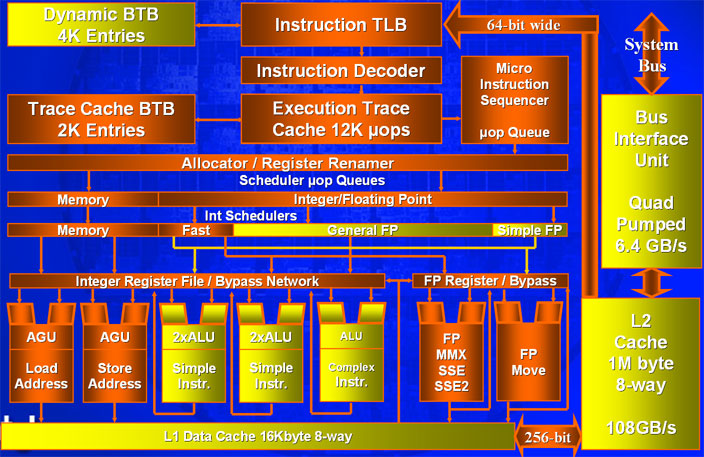 Dynamic BTB
4K Entries
Instruction TLB
64-bit wide
System
Bus
Instruction Decoder
Micro
Instruction
Sequencer
µop Queue
Trace Cache BTB
2K Entries
Execution Trace
Cache 12K µops
Bus
Interface
Unit
Quad
Pumped
6.4 GB/s
Allocator / Register Renamer
Scheduler µop Queues
Memory
Integer/Floating Point
Int Schedulers
Memory
Fast
General FP
Simple FP
Integer Register File / Bypass Network
FP Register / Bypass
AGU
Load
Address
AGU
Store
Address
2xALU
Simple
Instr.
2xALU
Simple
Instr.
ALU
Complex
Instr.
FP
MMX
SSE
SSE2
FP
Move
L2
Cache
1M byte
8-way
108GB/s
L1 Data Cache 16Kbyte 8-way
256-bit